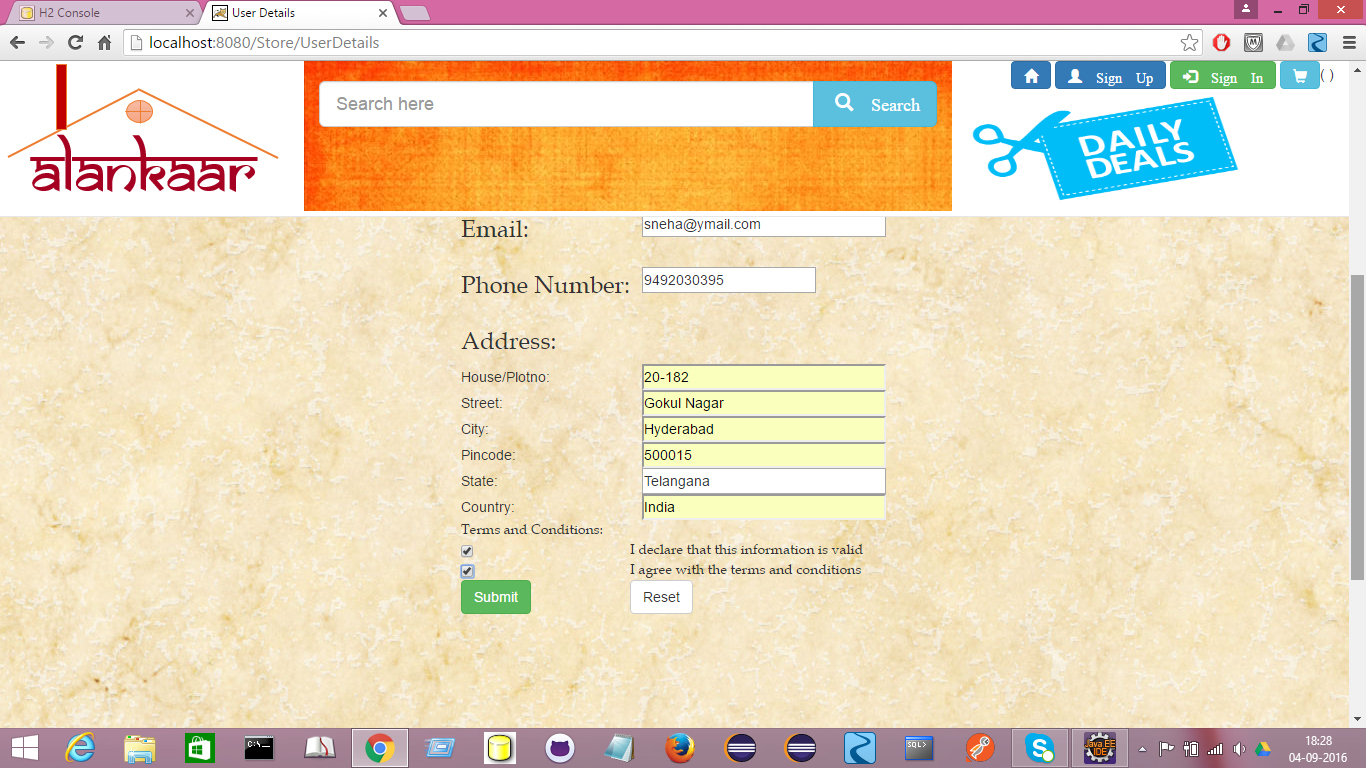 H2 Console
User Details
localhost:8080/Store/UserDetails
Search here
Search
Sign Up
Sign In
( )
alankaar
DAILY
DEALS
Email:
sneha@ymail.com
Phone Number:
9492030395
Address:
House/Plotno:
20-182
Street:
Gokul Nagar
City:
Hyderabad
Pincode:
500015
State:
Telangana
Country:
India
Terms and Conditions:
I declare that this information is valid
I agree with the terms and conditions
Submit
Reset
C:\_
SQL>
Java EE
IDE
18:28
04-09-2016